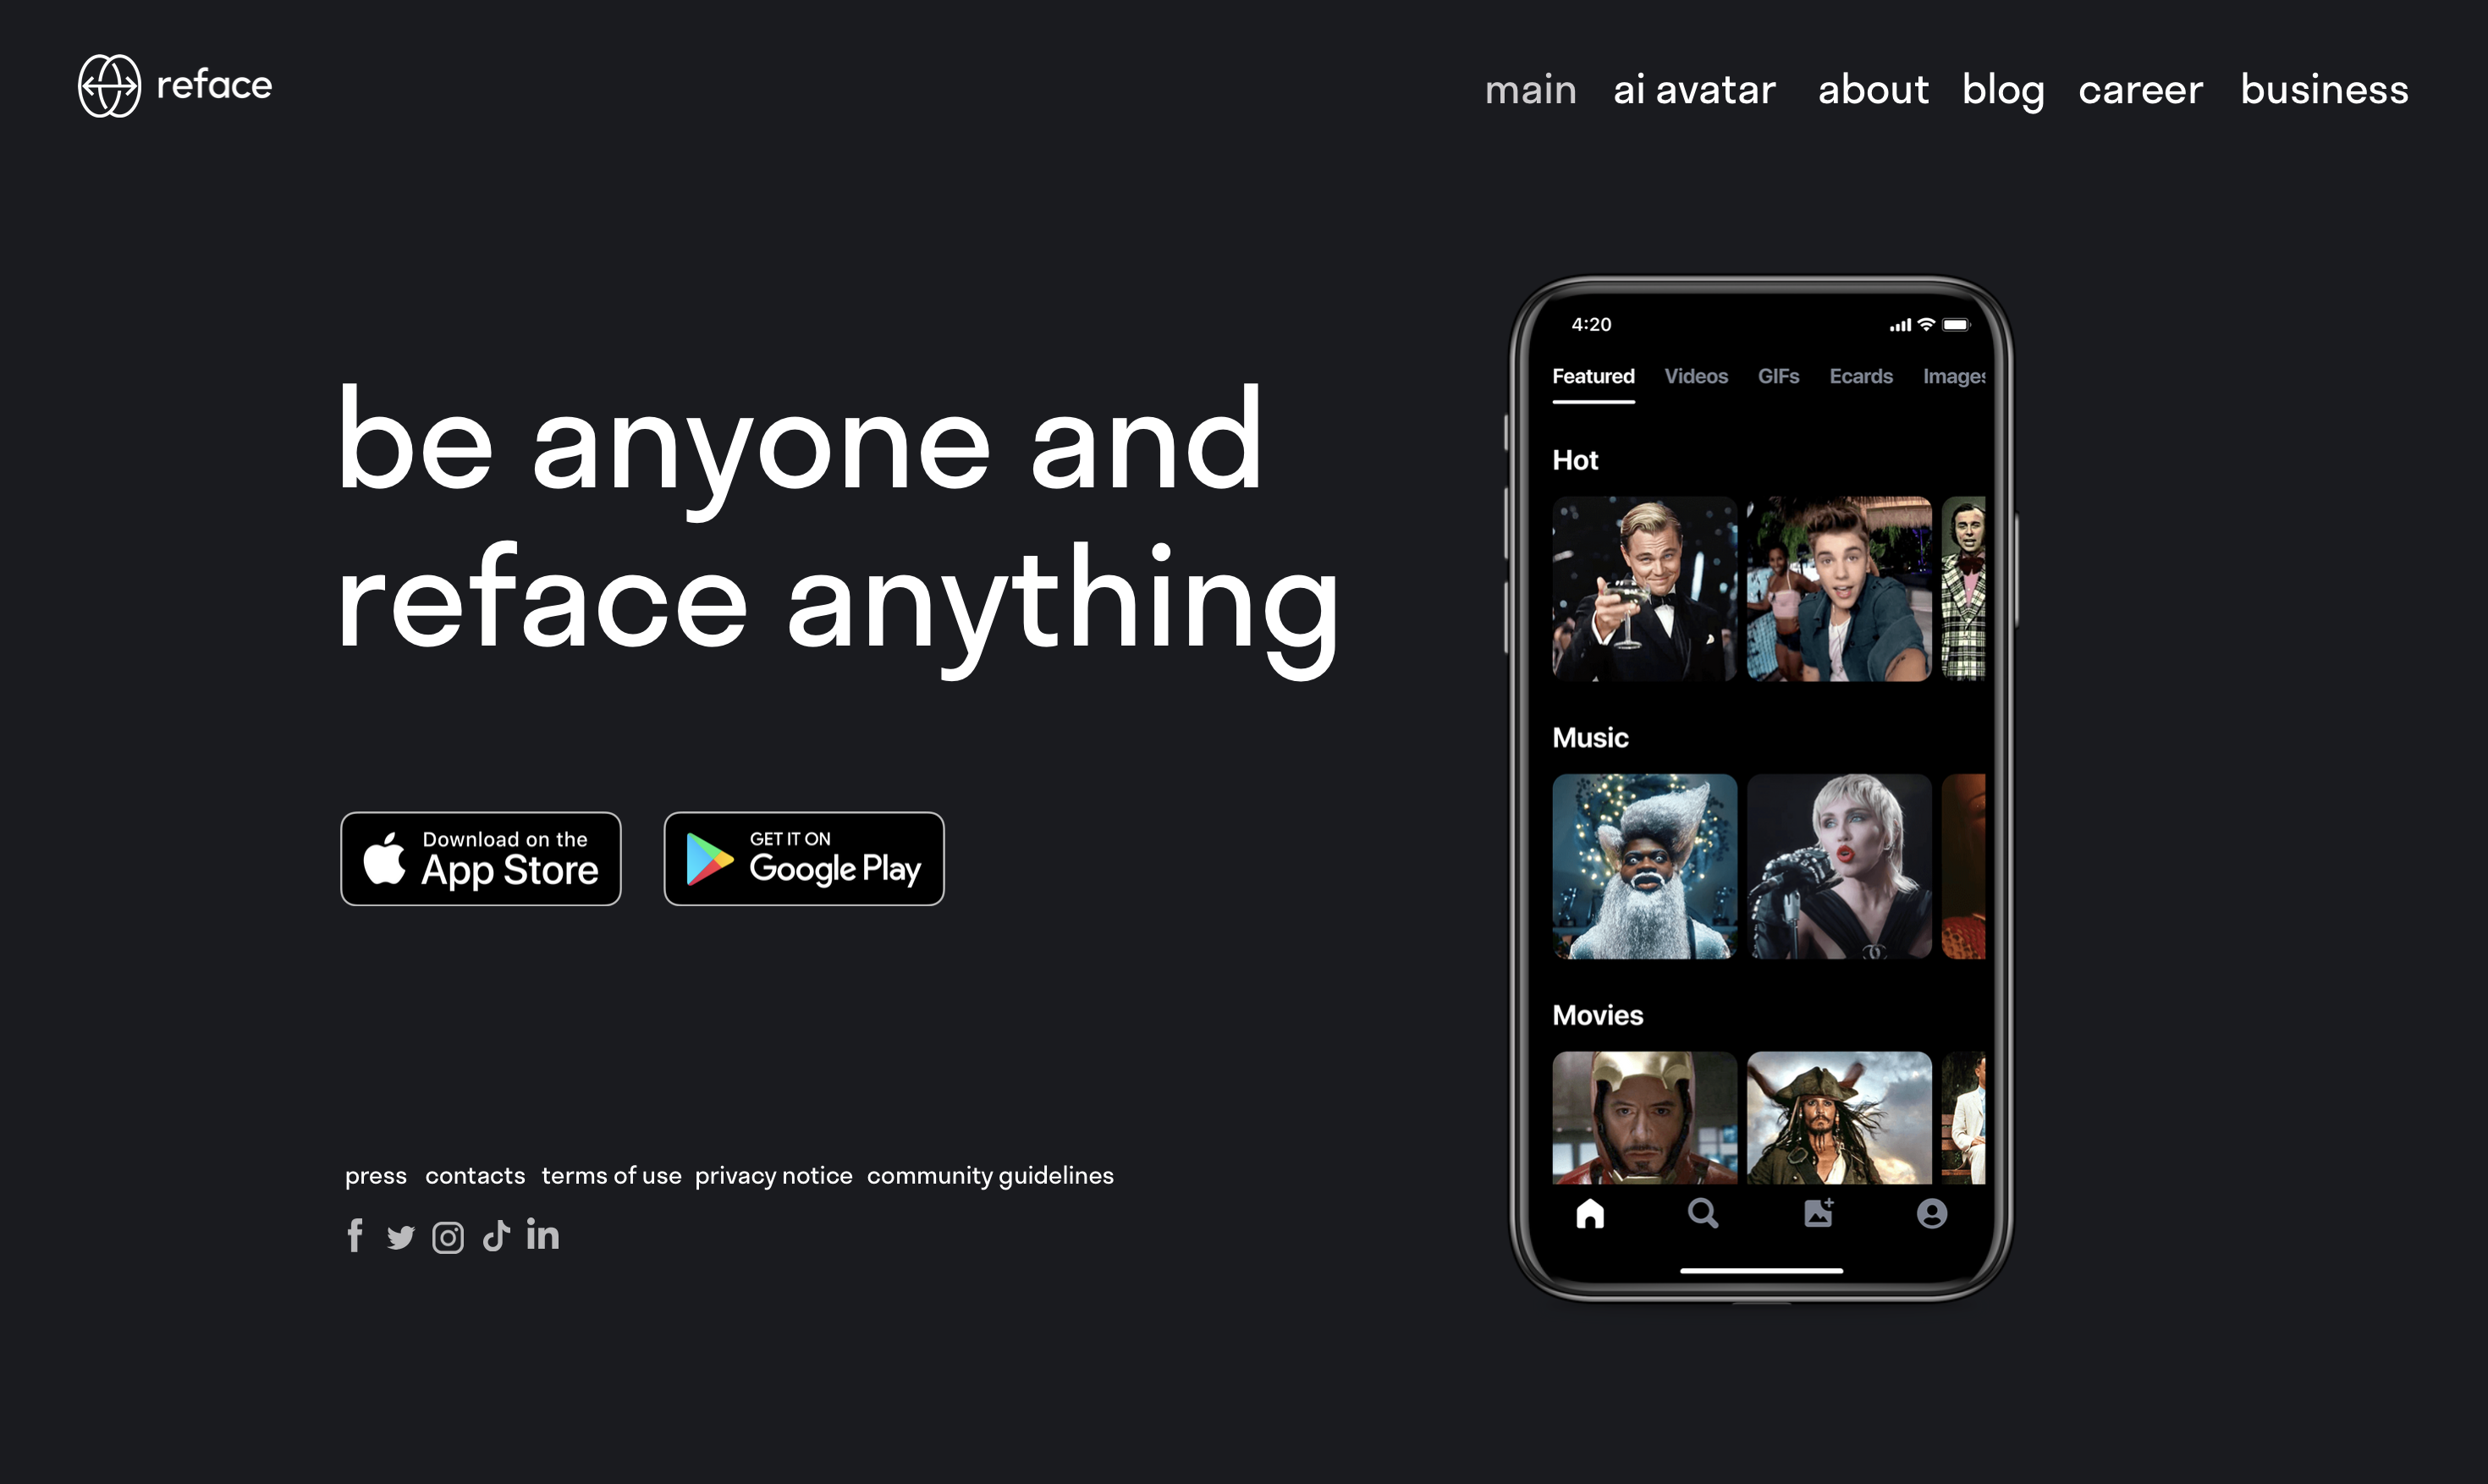 reface
main ai avatar about blog career business
be anyone and
reface anything
Download on the
App Store
GET IT ON
Google Play
press contacts terms of use privacy notice community guidelines
4:20
Featured Videos GIFs Ecards Images
Hot
Music
Movies